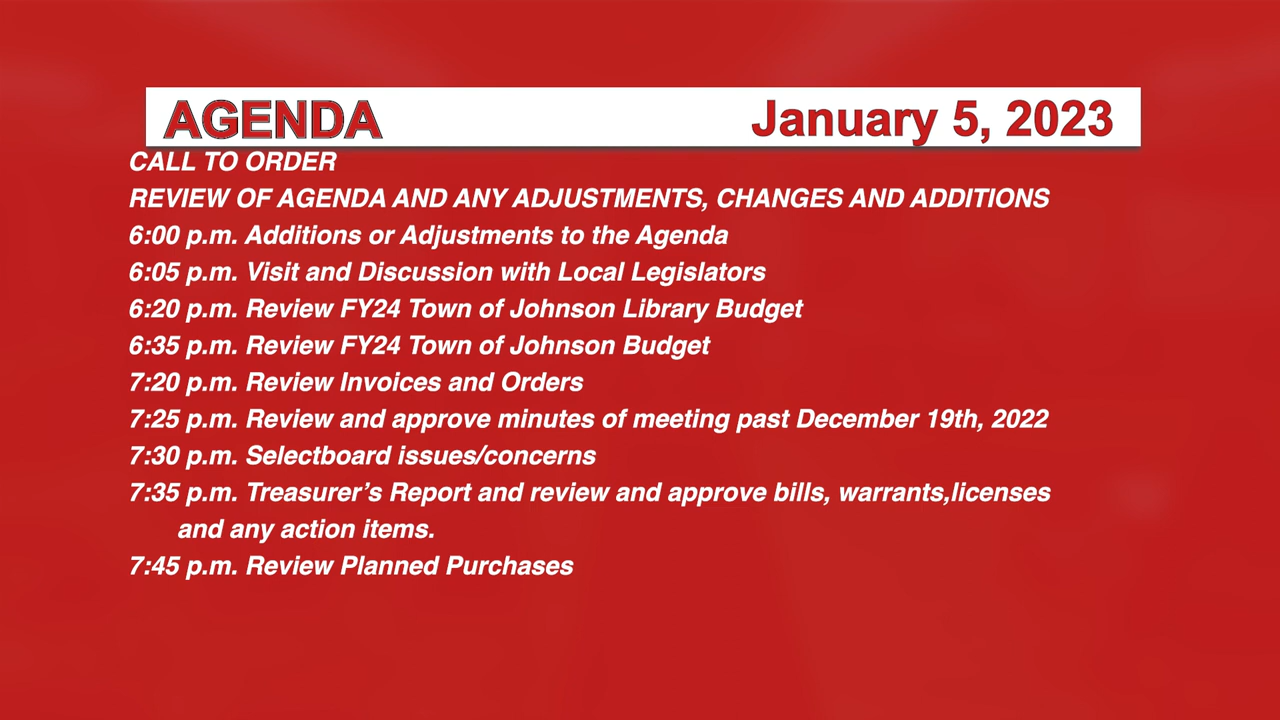 AGENDA January 5, 2023
CALL TO ORDER
REVIEW OF AGENDA AND ANY ADJUSTMENTS, CHANGES AND ADDITIONS
6:00 p.m. Additions or Adjustments to the Agenda
6:05 p.m. Visit and Discussion with Local Legislators
6:20 p.m. Review FY24 Town of Johnson Library Budget
6:35 p.m. Review FY24 Town of Johnson Budget
7:20 p.m. Review Invoices and Orders
7:25 p.m. Review and approve minutes of meeting past December 19th, 2022
7:30 p.m. Selectboard issues/concerns
7:35 p.m. Treasurer’s Report and review and approve bills, warrants,licenses
and any action items.
7:45 p.m. Review Planned Purchases